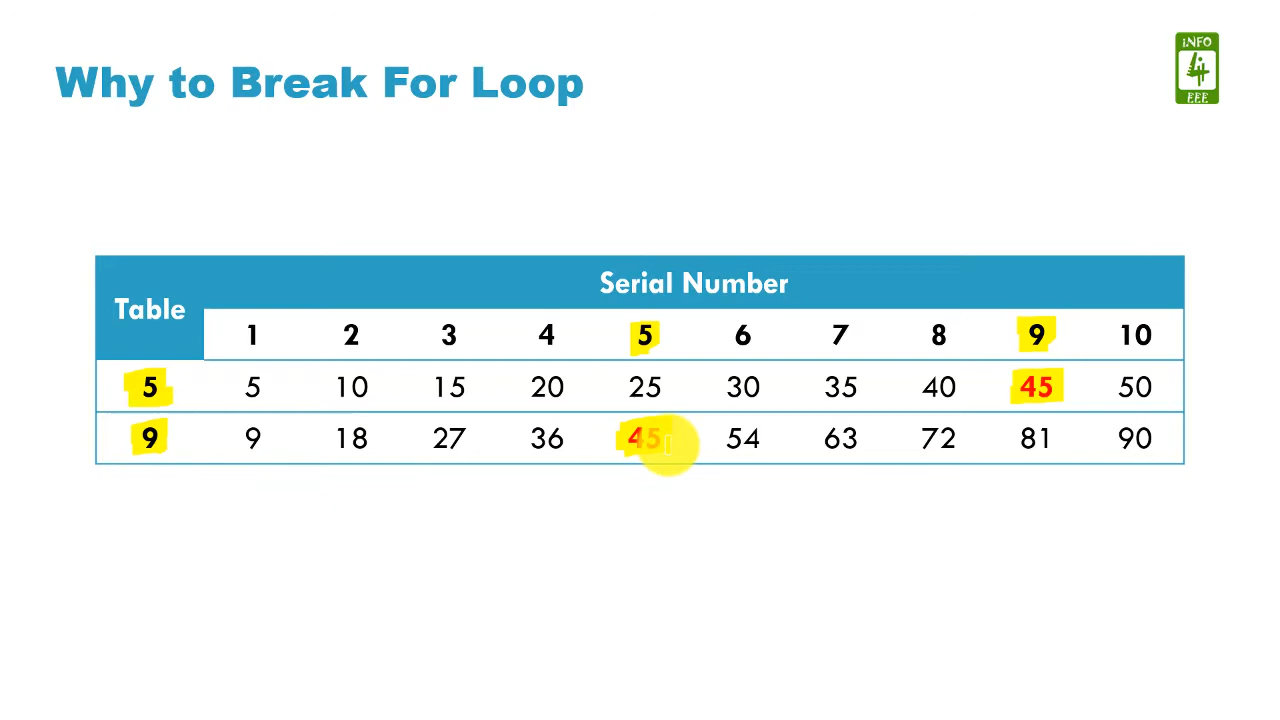 Why to Break For Loop
iNFO
4
EEE
Table
Serial Number
1 2 3 4 5 6 7 8 9 10
5 5 10 15 20 25 30 35 40 45 50
9 9 18 27 36 45 54 63 72 81 90